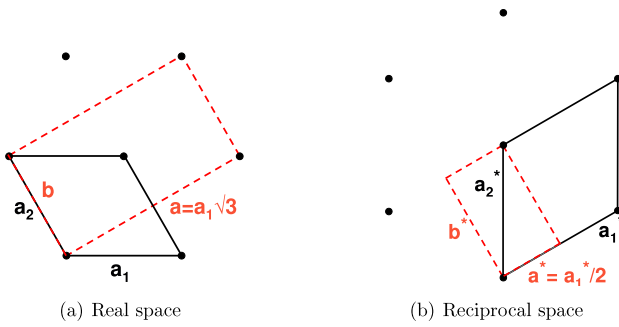 b
a₂
a=a₁√3
a₁
a₂*
b*
a₁
a*= a₁*/2
(a) Real space
(b) Reciprocal space